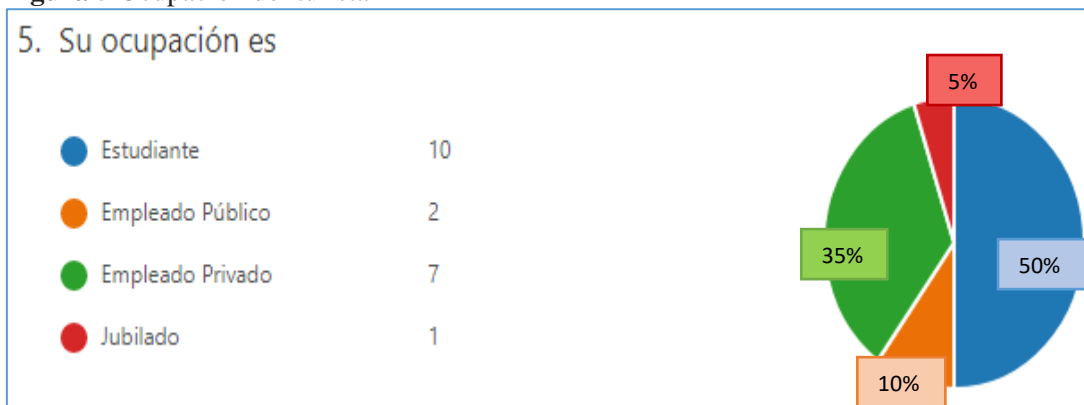 5. Su ocupación es
5%
Estudiante 10
Empleado Público 2
35%
50%
Empleado Privado 7
Jubilado 1
10%